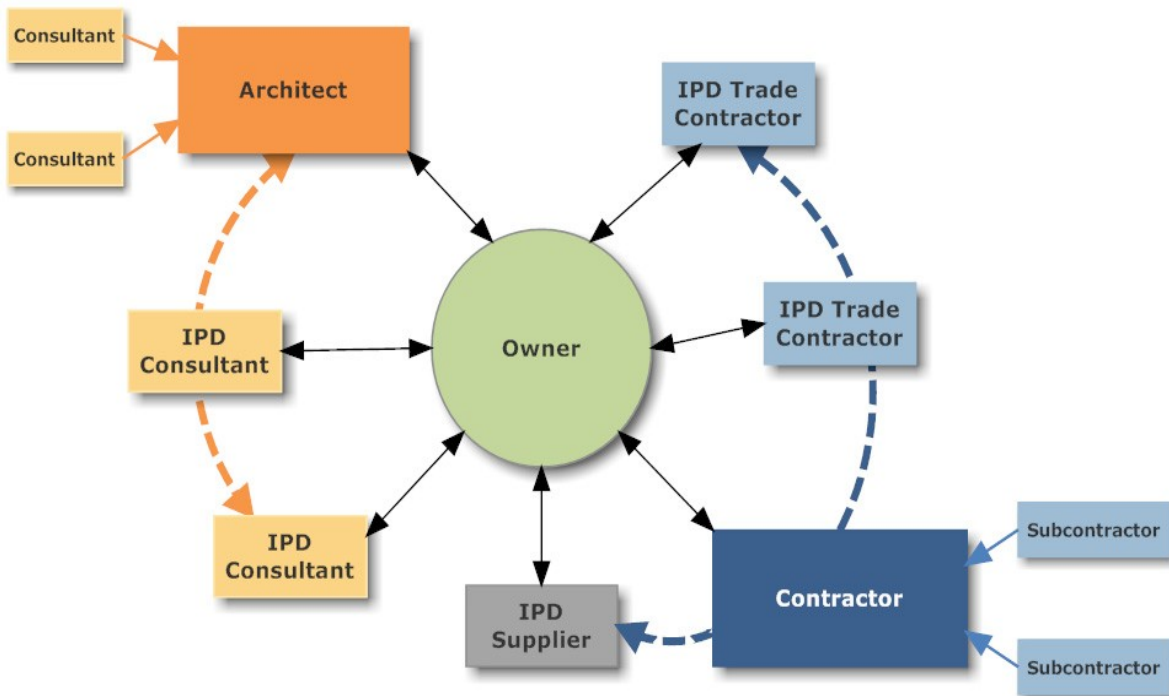 Consultant
Architect
Consultant
IPD Trade
Contractor
IPD
Consultant
Owner
IPD Trade
Contractor
IPD
Consultant
IPD
Supplier
Contractor
Subcontractor
Subcontractor